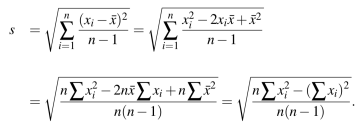 s = \sqrt{\sum_{i=1}^{n} \frac{(x_i - \bar{x})^2}{n-1}} = \sqrt{\sum_{i=1}^{n} \frac{x_i^2 - 2x_i\bar{x} + \bar{x}^2}{n-1}}
= \sqrt{\frac{n\sum x_i^2 - 2n\bar{x}\sum x_i + n\sum \bar{x}^2}{n(n-1)}} = \sqrt{\frac{n\sum x_i^2 - (\sum x_i)^2}{n(n-1)}}.